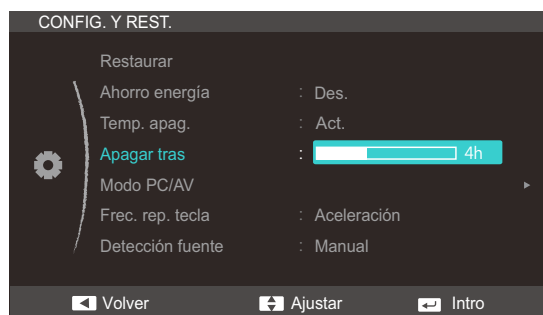 CONFIG. Y REST.
Restaurar
Ahorro energía : Des.
Temp. apag. : Act.
Apagar tras : 4h
Modo PC/AV
Frec. rep. tecla : Aceleración
Detección fuente : Manual
Volver Ajustar Intro